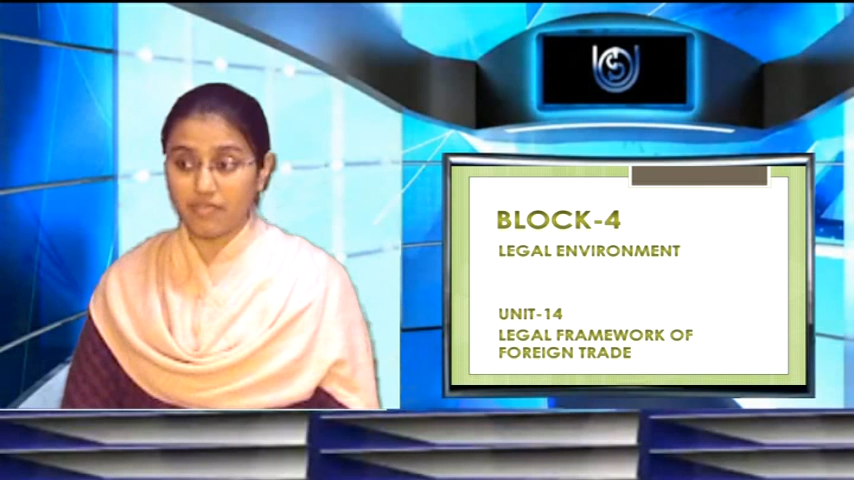 BLOCK-4
LEGAL ENVIRONMENT
UNIT-14
LEGAL FRAMEWORK OF
FOREIGN TRADE